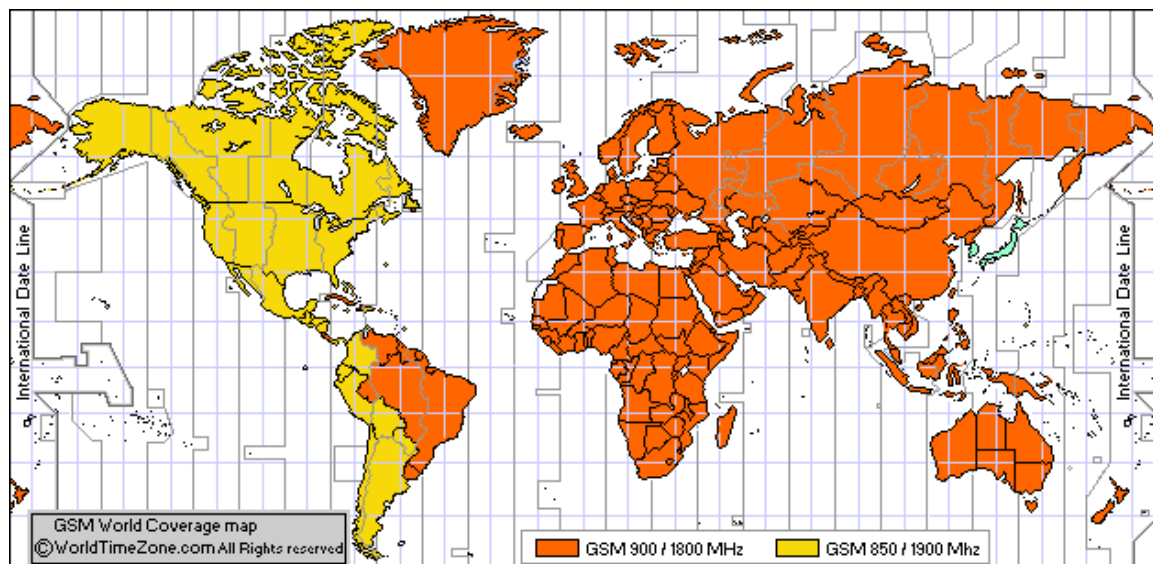 International Date Line
International Date Line
GSM World Coverage map
©WorldTimeZone.com All Rights reserved
GSM 900 / 1800 MHz
GSM 850 / 1900 Mhz